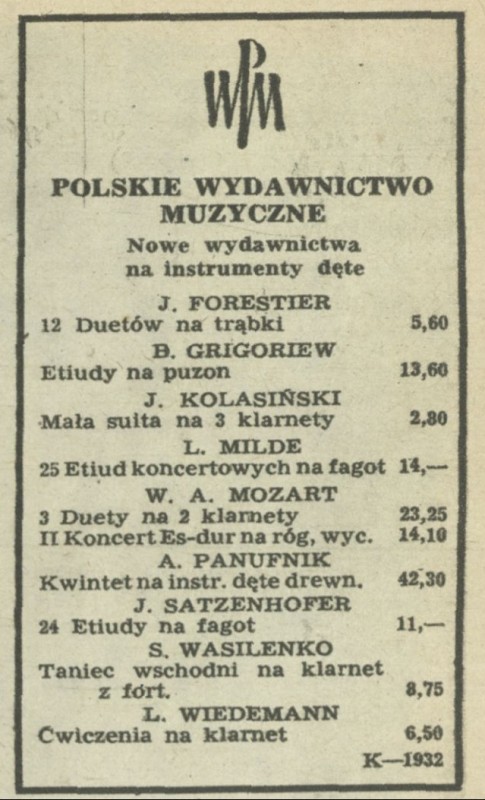 PWM
POLSKIE WYDAWNICTWO
MUZYCZNE
Nowe wydawnictwa
na instrumenty dęte
J. FORESTIER
12 Duetów na trąbki 5,60
B. GRIGORIEW
Etiudy na puzon 13,60
J. KOLASIŃSKI
Mała suita na 3 klarnety 2,80
L. MILDE
25 Etiud koncertowych na fagot 14,—
W. A. MOZART
3 Duety na 2 klarnety 23,25
II Koncert Es-dur na róg, wyc. 14,10
A. PANUFNIK
Kwintet na instr. dęte drewn. 42,30
J. SATZENHOFER
24 Etiudy na fagot 11,—
S. WASILENKO
Taniec wschodni na klarnet
z fort. 8,75
L. WIEDEMANN
Cwiczenia na klarnet 6,50
K—1932